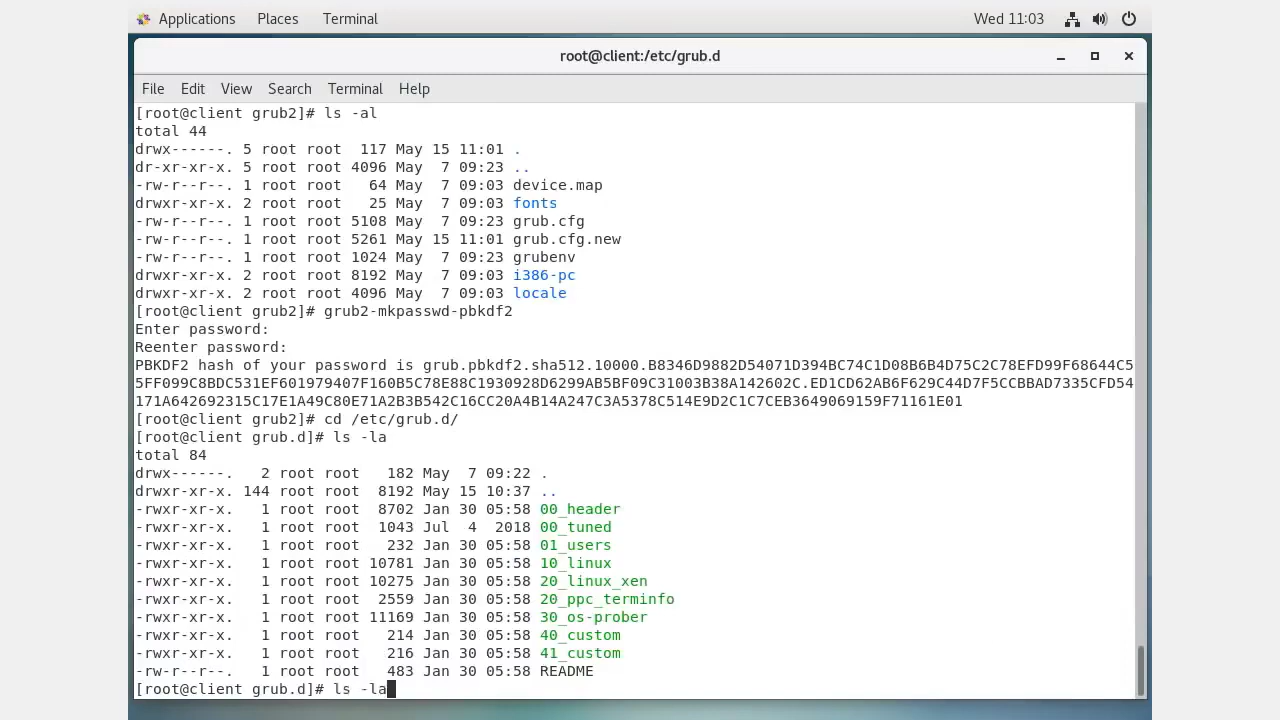 Applications Places Terminal Wed 11:03
root@client:/etc/grub.d
File Edit View Search Terminal Help
[root@client grub2]# ls -al
total 44
drwx------. 5 root root  117 May 15 11:01 .
dr-xr-xr-x. 5 root root 4096 May  7 09:23 ..
-rw-r--r--. 1 root root   64 May  7 09:03 device.map
drwxr-xr-x. 2 root root   25 May  7 09:03 fonts
-rw-r--r--. 1 root root 5108 May  7 09:23 grub.cfg
-rw-r--r--. 1 root root 5261 May 15 11:01 grub.cfg.new
-rw-r--r--. 1 root root 1024 May  7 09:23 grubenv
drwxr-xr-x. 2 root root 8192 May  7 09:03 i386-pc
drwxr-xr-x. 2 root root 4096 May  7 09:03 locale
[root@client grub2]# grub2-mkpasswd-pbkdf2
Enter password:
Reenter password:
PBKDF2 hash of your password is grub.pbkdf2.sha512.10000.B8346D9882D54071D394BC74C1D08B6B4D75C2C78EFD99F68644C5
5FF099C8BDC531EF601979407F160B5C78E88C1930928D6299AB5BF09C31003B38A142602C.ED1CD62AB6F629C44D7F5CCBBAD7335CFD54
171A642692315C17E1A49C80E71A2B3B542C16CC20A4B14A247C3A5378C514E9D2C1C7CEB3649069159F71161E01
[root@client grub2]# cd /etc/grub.d/
[root@client grub.d]# ls -la
total 84
drwx------.   2 root root   182 May  7 09:22 .
drwxr-xr-x. 144 root root  8192 May 15 10:37 ..
-rwxr-xr-x.   1 root root  8702 Jan 30 05:58 00_header
-rwxr-xr-x.   1 root root  1043 Jul  4  2018 00_tuned
-rwxr-xr-x.   1 root root   232 Jan 30 05:58 01_users
-rwxr-xr-x.   1 root root 10781 Jan 30 05:58 10_linux
-rwxr-xr-x.   1 root root 10275 Jan 30 05:58 20_linux_xen
-rwxr-xr-x.   1 root root  2559 Jan 30 05:58 20_ppc_terminfo
-rwxr-xr-x.   1 root root 11169 Jan 30 05:58 30_os-prober
-rwxr-xr-x.   1 root root   214 Jan 30 05:58 40_custom
-rwxr-xr-x.   1 root root   216 Jan 30 05:58 41_custom
-rw-r--r--.   1 root root   483 Jan 30 05:58 README
[root@client grub.d]# ls -la